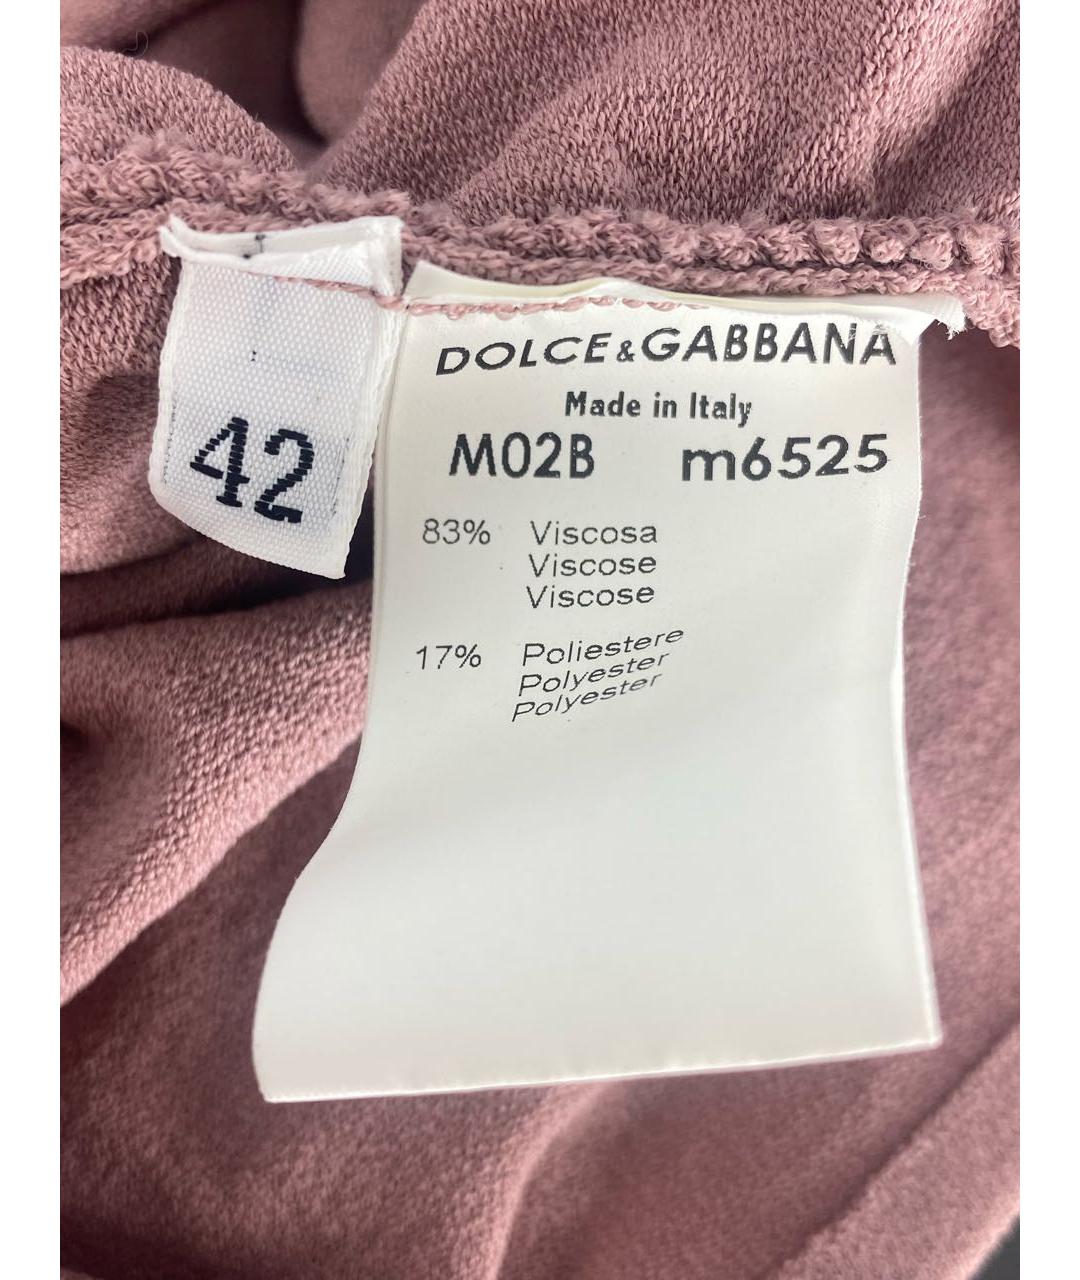 42
DOLCE&GABBANA
Made in Italy
M02B m6525
83% Viscosa
Viscose
Viscose
17% Poliestere
Polyester
Polyester